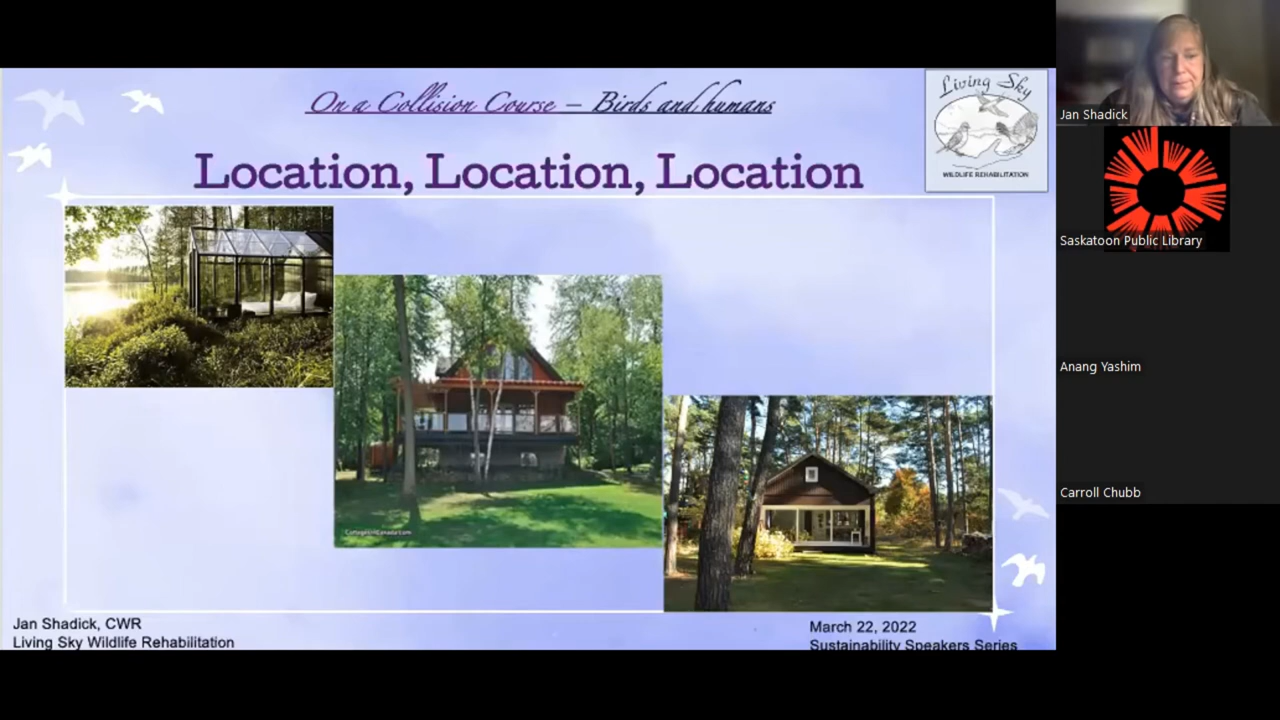 On a Collision Course – Birds and humans
Location, Location, Location
Living Sky
WILDLIFE REHABILITATION
CottagesInCanada.com
Jan Shadick, CWR
Living Sky Wildlife Rehabilitation
March 22, 2022
Sustainability Speakers Series
Jan Shadick
Saskatoon Public Library
Anang Yashim
Carroll Chubb